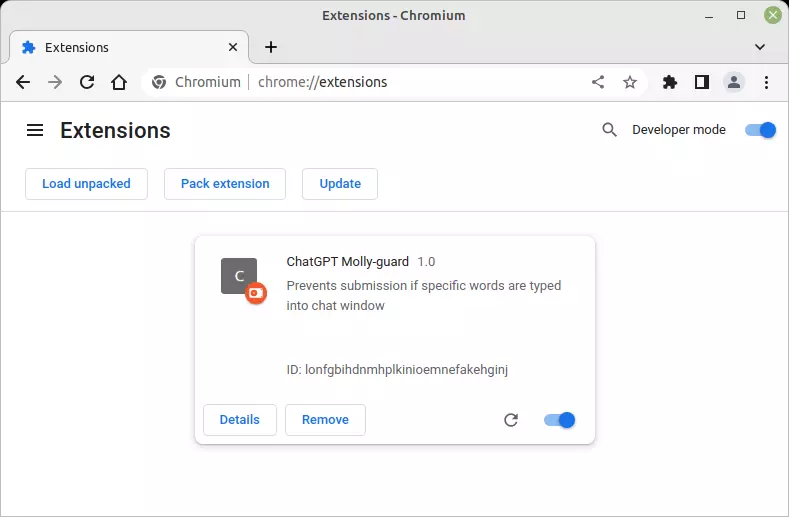 Extensions - Chromium
Extensions
Chromium chrome://extensions
Extensions
Developer mode
Load unpacked
Pack extension
Update
C
ChatGPT Molly-guard 1.0
Prevents submission if specific words are typed
into chat window
ID: lonfgbihdnmhplkinioemnefakehginj
Details
Remove